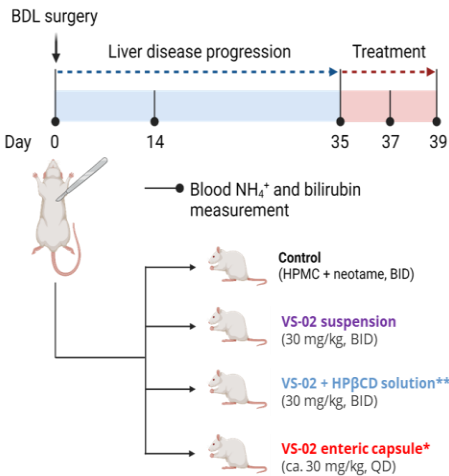 BDL surgery
Liver disease progression
Treatment
Day 0 14 35 37 39
Blood NH₄⁺ and bilirubin
measurement
Control
(HPMC + neotame, BID)
VS-02 suspension
(30 mg/kg, BID)
VS-02 + HPβCD solution**
(30 mg/kg, BID)
VS-02 enteric capsule*
(ca. 30 mg/kg, QD)